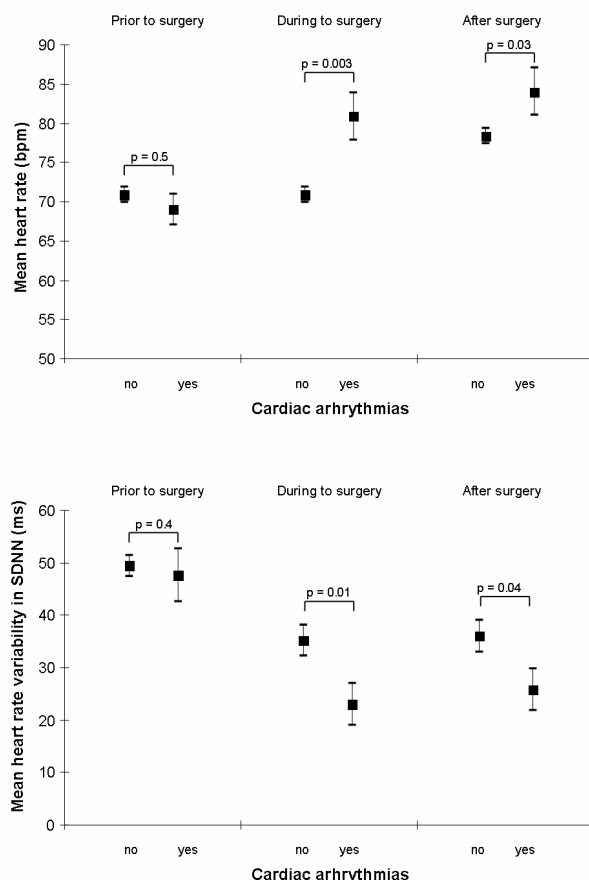 Prior to surgery
During to surgery
After surgery
Mean heart rate (bpm)
90
85
80
75
70
65
60
55
50
p = 0.5
p = 0.003
p = 0.03
no yes no yes no yes
Cardiac arhrythmias
Prior to surgery
During to surgery
After surgery
Mean heart rate variability in SDNN (ms)
60
50
40
30
20
10
0
p = 0.4
p = 0.01
p = 0.04
no yes no yes no yes
Cardiac arhrythmias